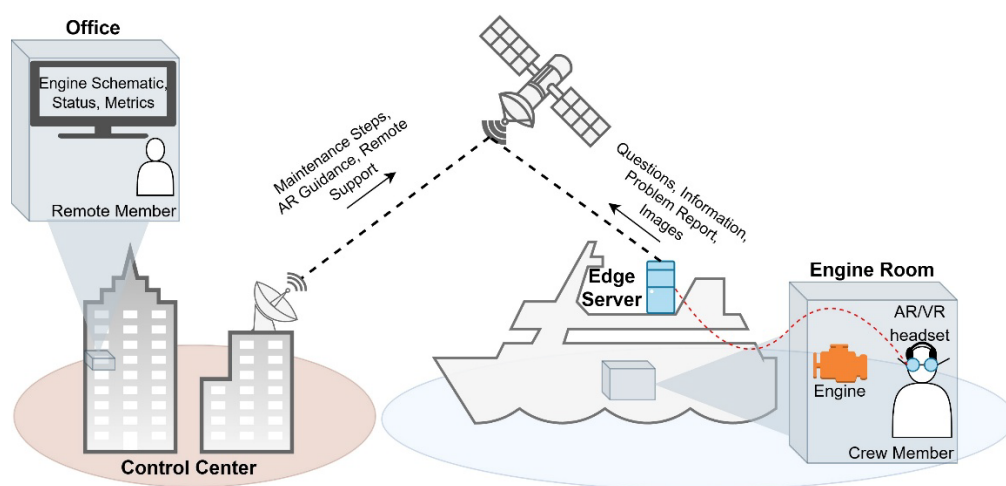 Office
Engine Schematic,
Status, Metrics
Remote Member
Maintenance Steps,
AR Guidance, Remote
Support
Questions, Information,
Problem Report,
Images
Edge
Server
Engine Room
AR/VR
headset
Engine
Crew Member
Control Center